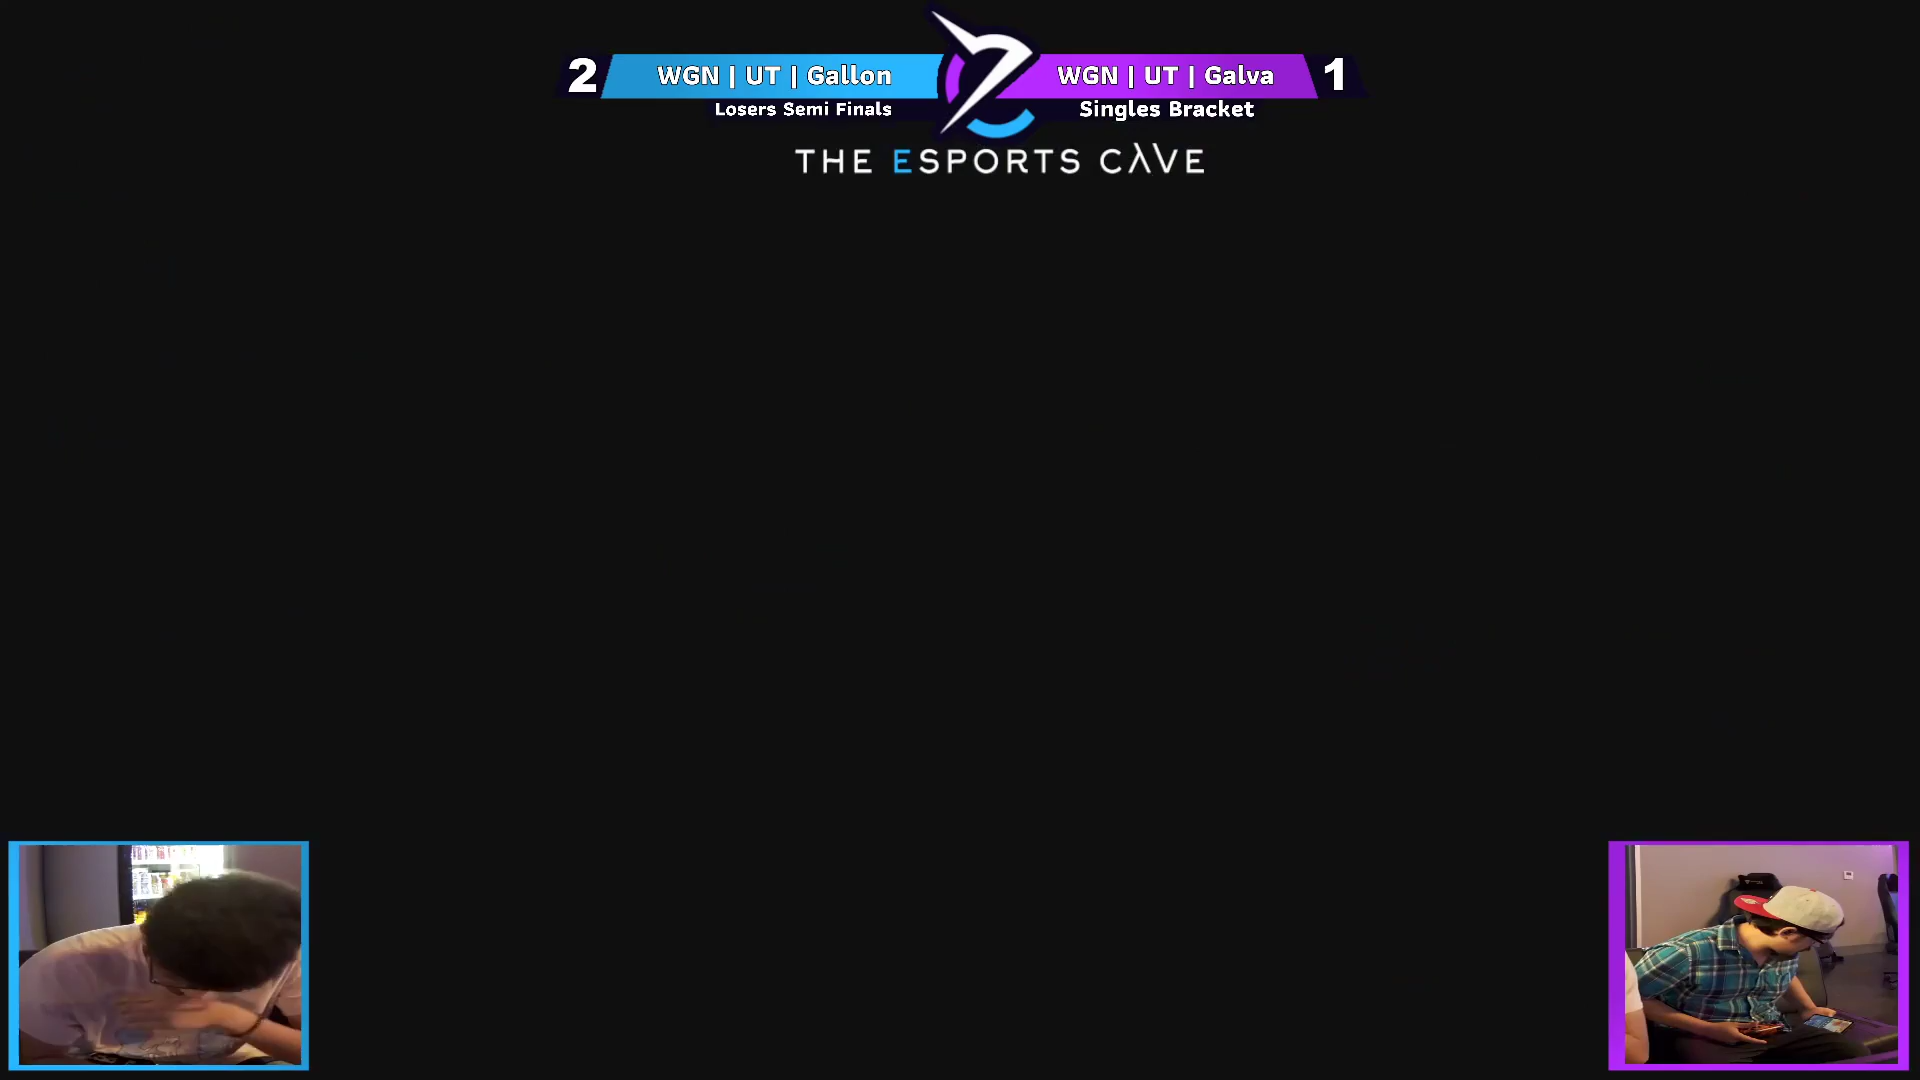 2 WGN | UT | Gallon WGN | UT | Galva 1
Losers Semi Finals Singles Bracket
THE ESPORTS CAVE